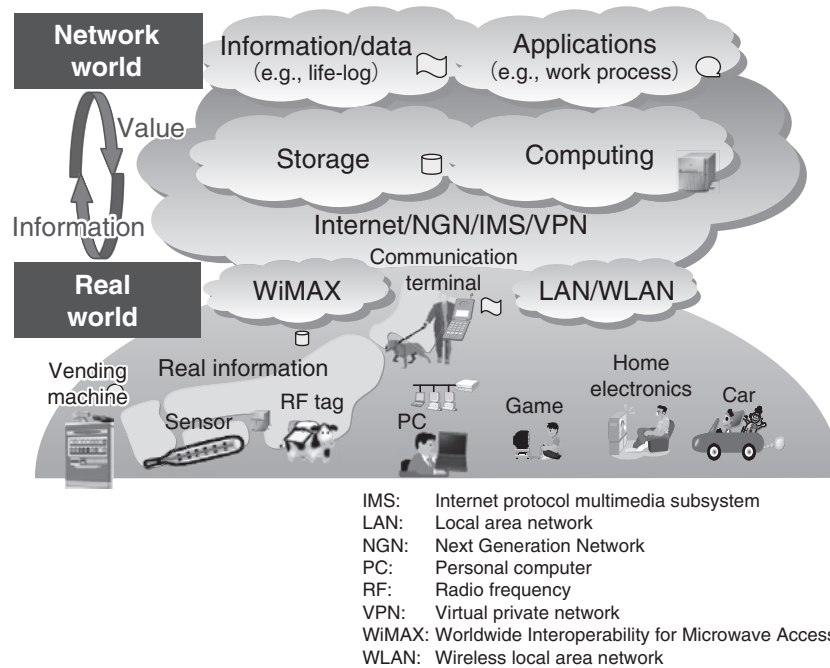 Network
world
Information/data
(e.g., life-log)
Applications
(e.g., work process)
Value
Storage
Computing
Information
Internet/NGN/IMS/VPN
Communication
terminal
Real
world
WiMAX
LAN/WLAN
Real information
Vending
machine
Sensor
RF tag
PC
Game
Home
electronics
Car
IMS: Internet protocol multimedia subsystem
LAN: Local area network
NGN: Next Generation Network
PC: Personal computer
RF: Radio frequency
VPN: Virtual private network
WiMAX: Worldwide Interoperability for Microwave Access
WLAN: Wireless local area network